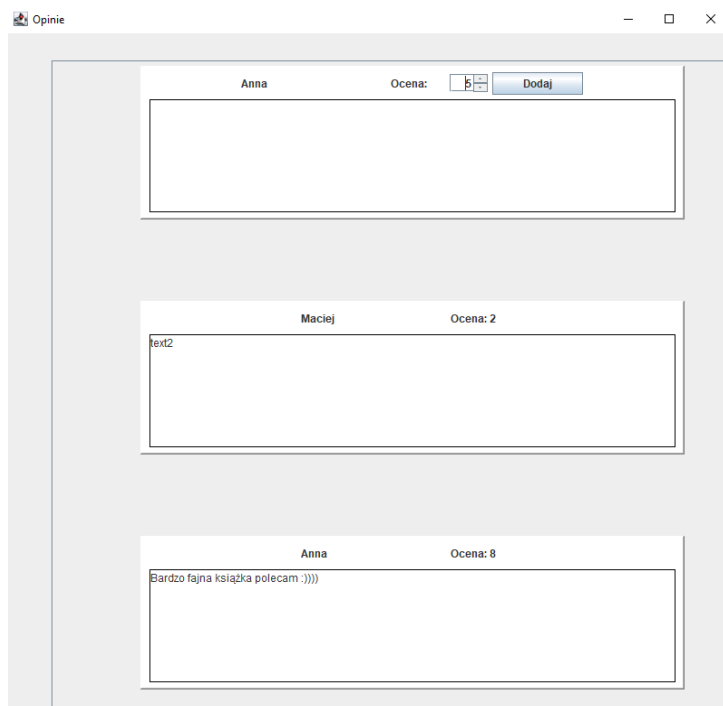 Opinie
Anna Ocena: 5 Dodaj
Maciej Ocena: 2
text2
Anna Ocena: 8
Bardzo fajna książka polecam :))))